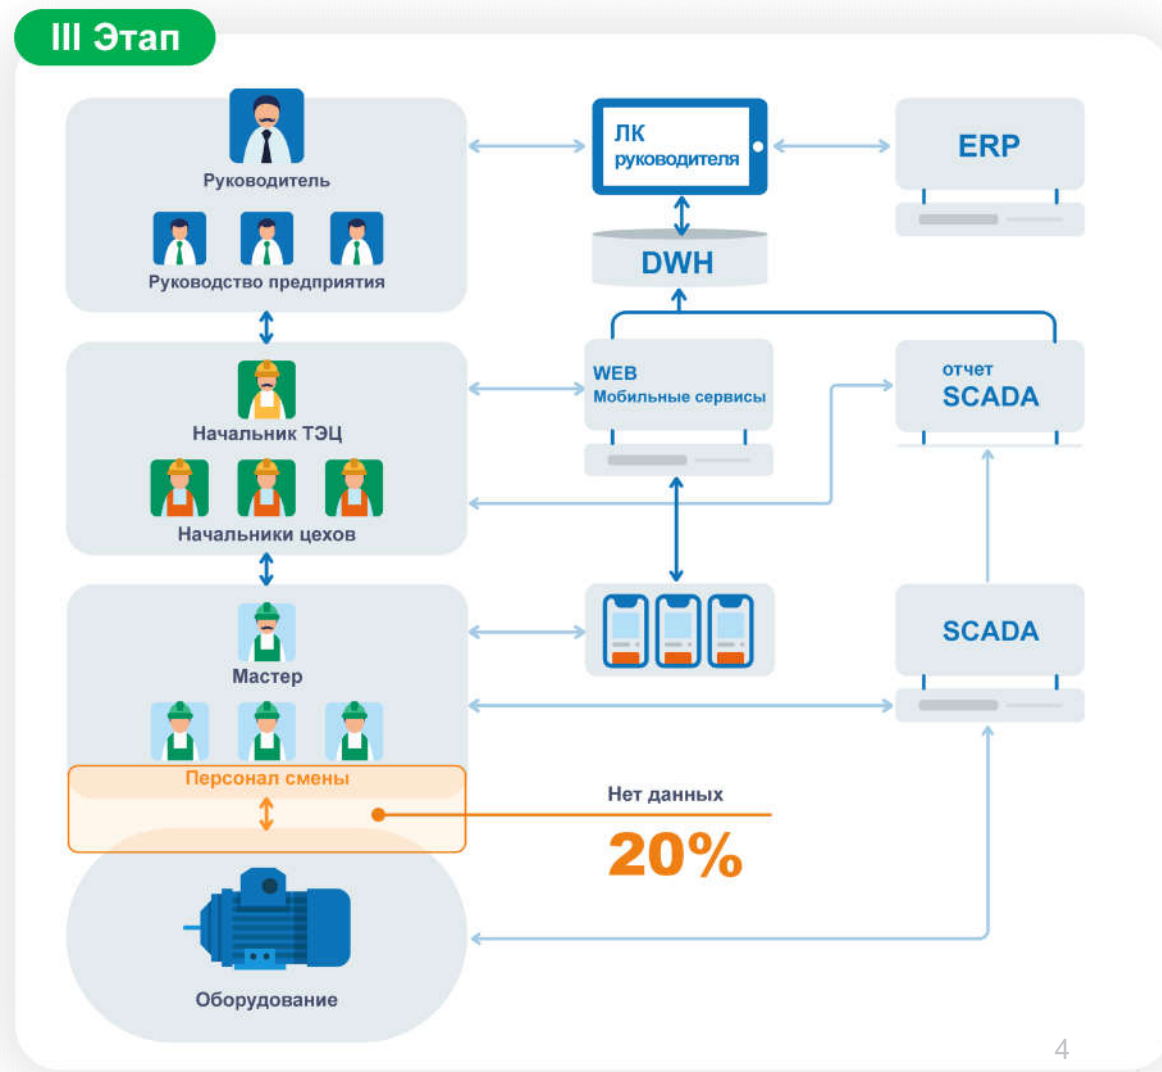 III Этап
Руководитель
Руководство предприятия
ЛК
руководителя
ERP
DWH
Начальник ТЭЦ
Начальники цехов
WEB
Мобильные сервисы
отчет
SCADA
Мастер
Персонал смены
SCADA
Нет данных
20%
Оборудование
4